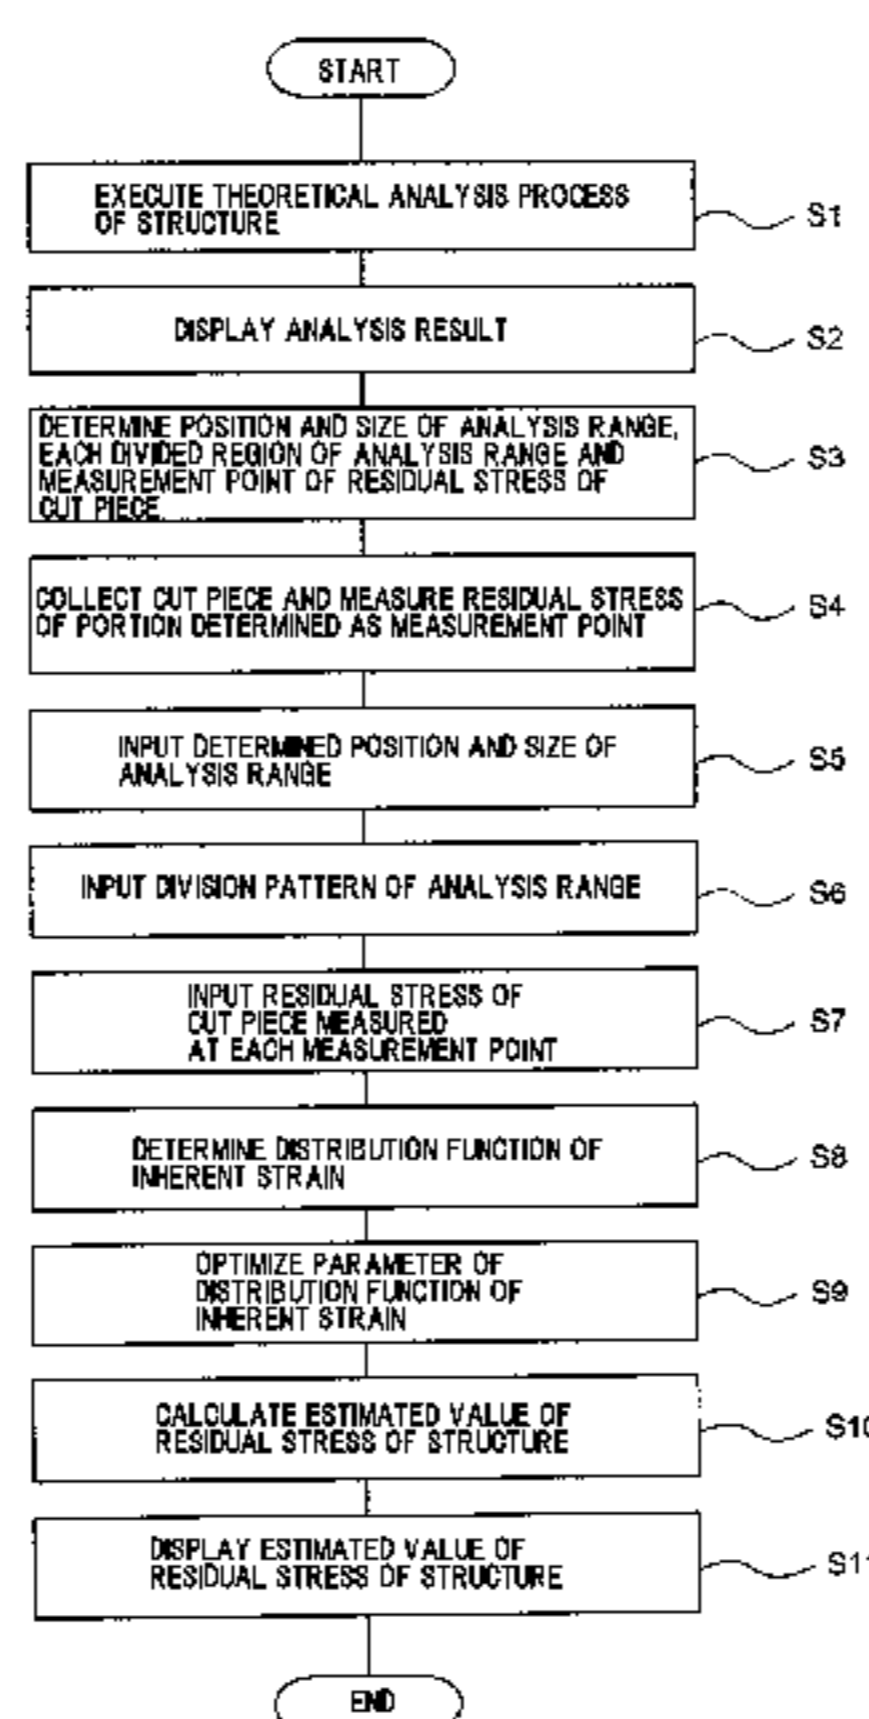 START
EXECUTE THEORETICAL ANALYSIS PROCESS
OF STRUCTURE
S1
DISPLAY ANALYSIS RESULT
S2
DETERMINE POSITION AND SIZE OF ANALYSIS RANGE,
EACH DIVIDED REGION OF ANALYSIS RANGE AND
MEASUREMENT POINT OF RESIDUAL STRESS OF
CUT PIECE
S3
COLLECT CUT PIECE AND MEASURE RESIDUAL STRESS
OF PORTION DETERMINED AS MEASUREMENT POINT
S4
INPUT DETERMINED POSITION AND SIZE OF
ANALYSIS RANGE
S5
INPUT DIVISION PATTERN OF ANALYSIS RANGE
S6
INPUT RESIDUAL STRESS OF
CUT PIECE MEASURED
AT EACH MEASUREMENT POINT
S7
DETERMINE DISTRIBUTION FUNCTION OF
INHERENT STRAIN
S8
OPTIMIZE PARAMETER OF
DISTRIBUTION FUNCTION OF
INHERENT STRAIN
S9
CALCULATE ESTIMATED VALUE OF
RESIDUAL STRESS OF STRUCTURE
S10
DISPLAY ESTIMATED VALUE OF
RESIDUAL STRESS OF STRUCTURE
S11
END